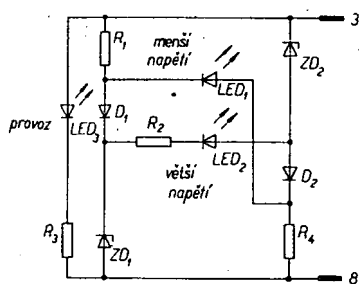 3
R1
menší
napětí
ZD2
LED1
provoz
LED3
D1
R2
LED2
D2
větší
napětí
R3
ZD1
R4
8